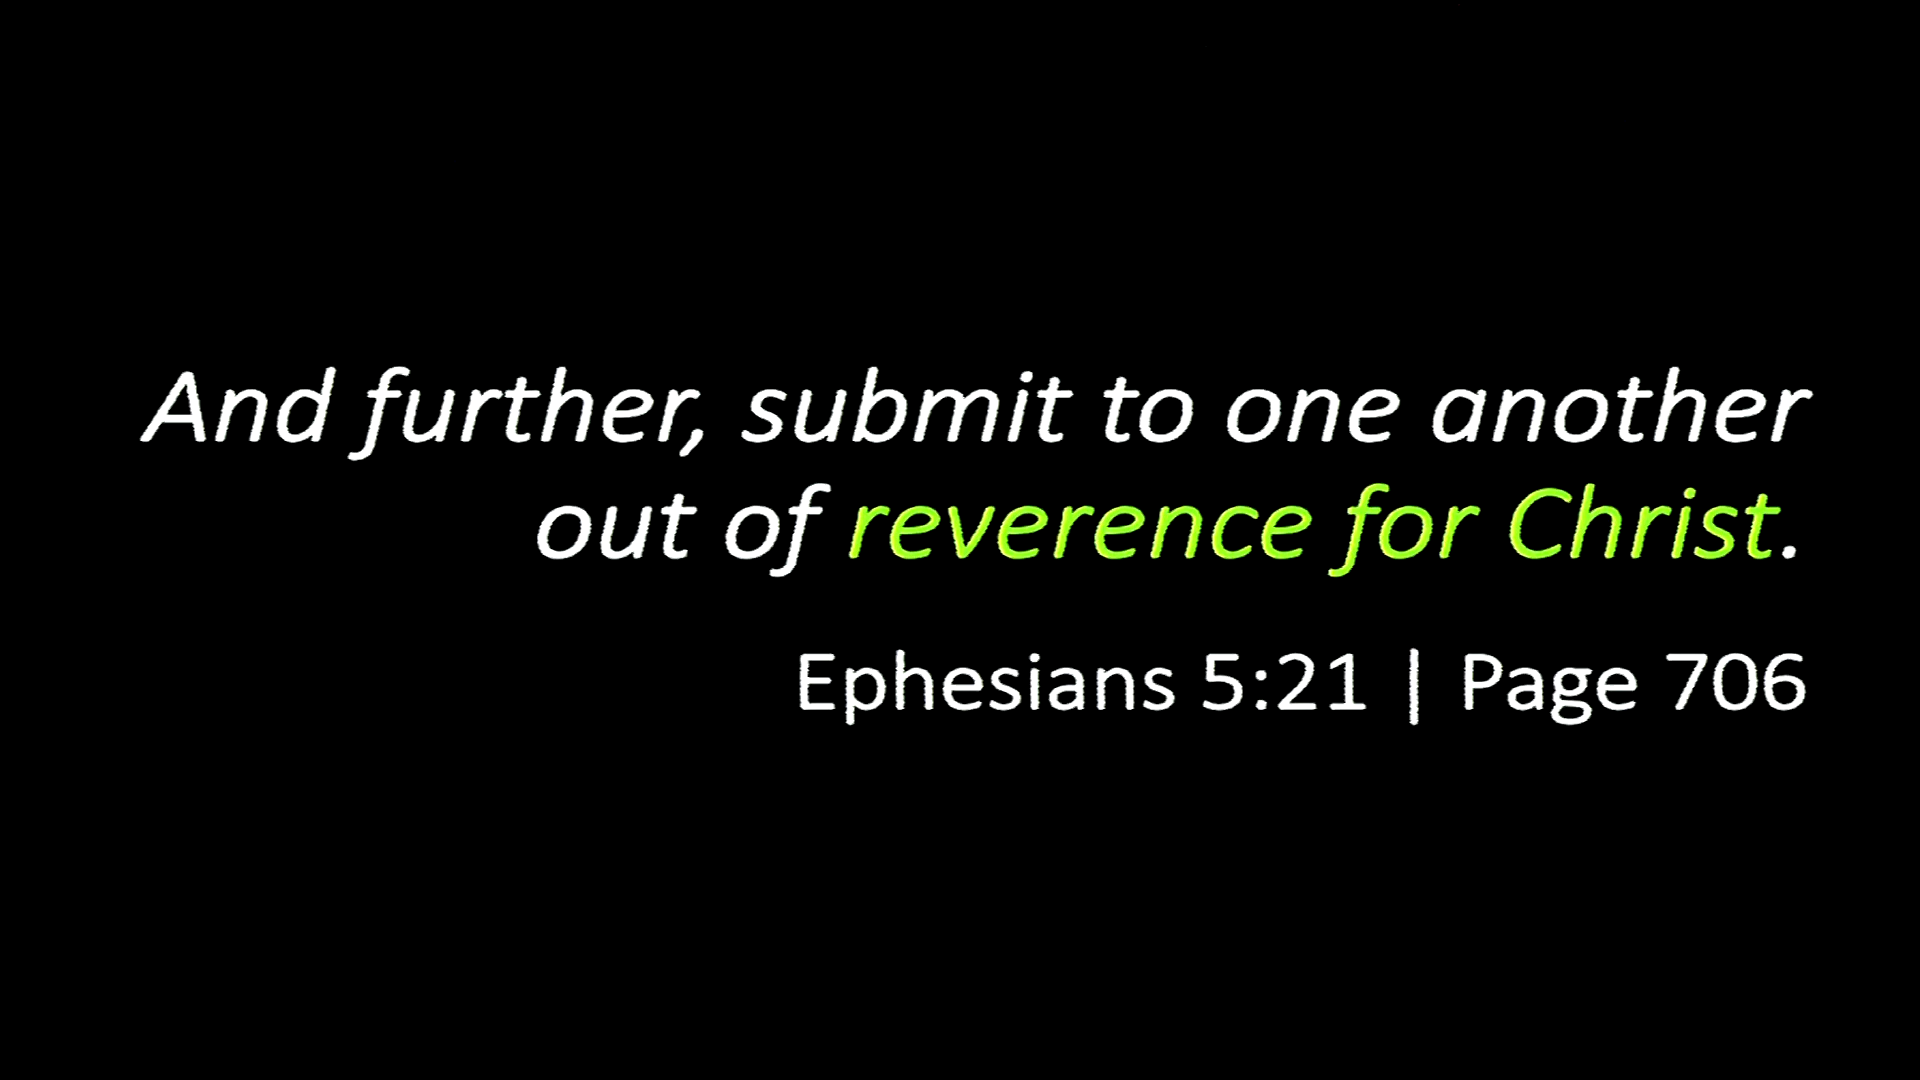 And further, submit to one another
out of reverence for Christ.
Ephesians 5:21 | Page 706